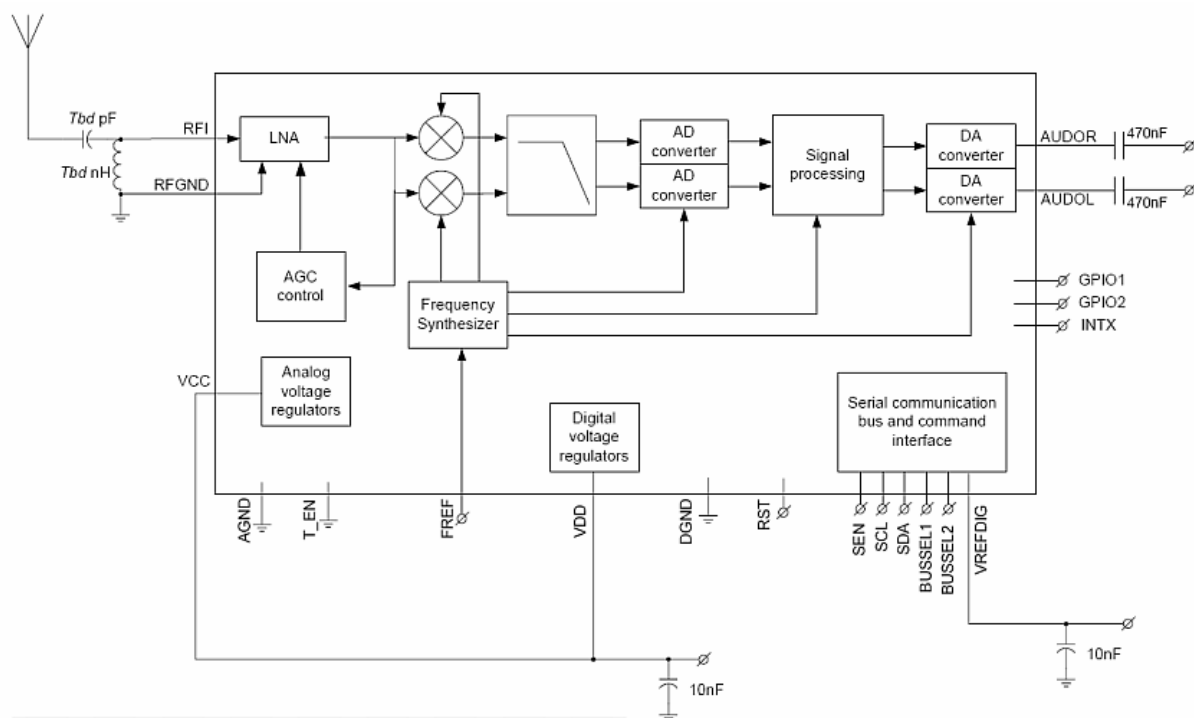 Tbd pF
RFI
Tbd nH
RFGND
LNA
AGC
control
Frequency
Synthesizer
AD
converter
AD
converter
Signal
processing
DA
converter
DA
converter
AUDOR
470nF
AUDOL
470nF
GPIO1
GPIO2
INTX
VCC
Analog
voltage
regulators
Digital
voltage
regulators
Serial communication
bus and command
interface
AGND
T_EN
FREF
VDD
DGND
RST
SEN
SCL
SDA
BUSSEL1
BUSSEL2
VREFDIG
10nF
10nF